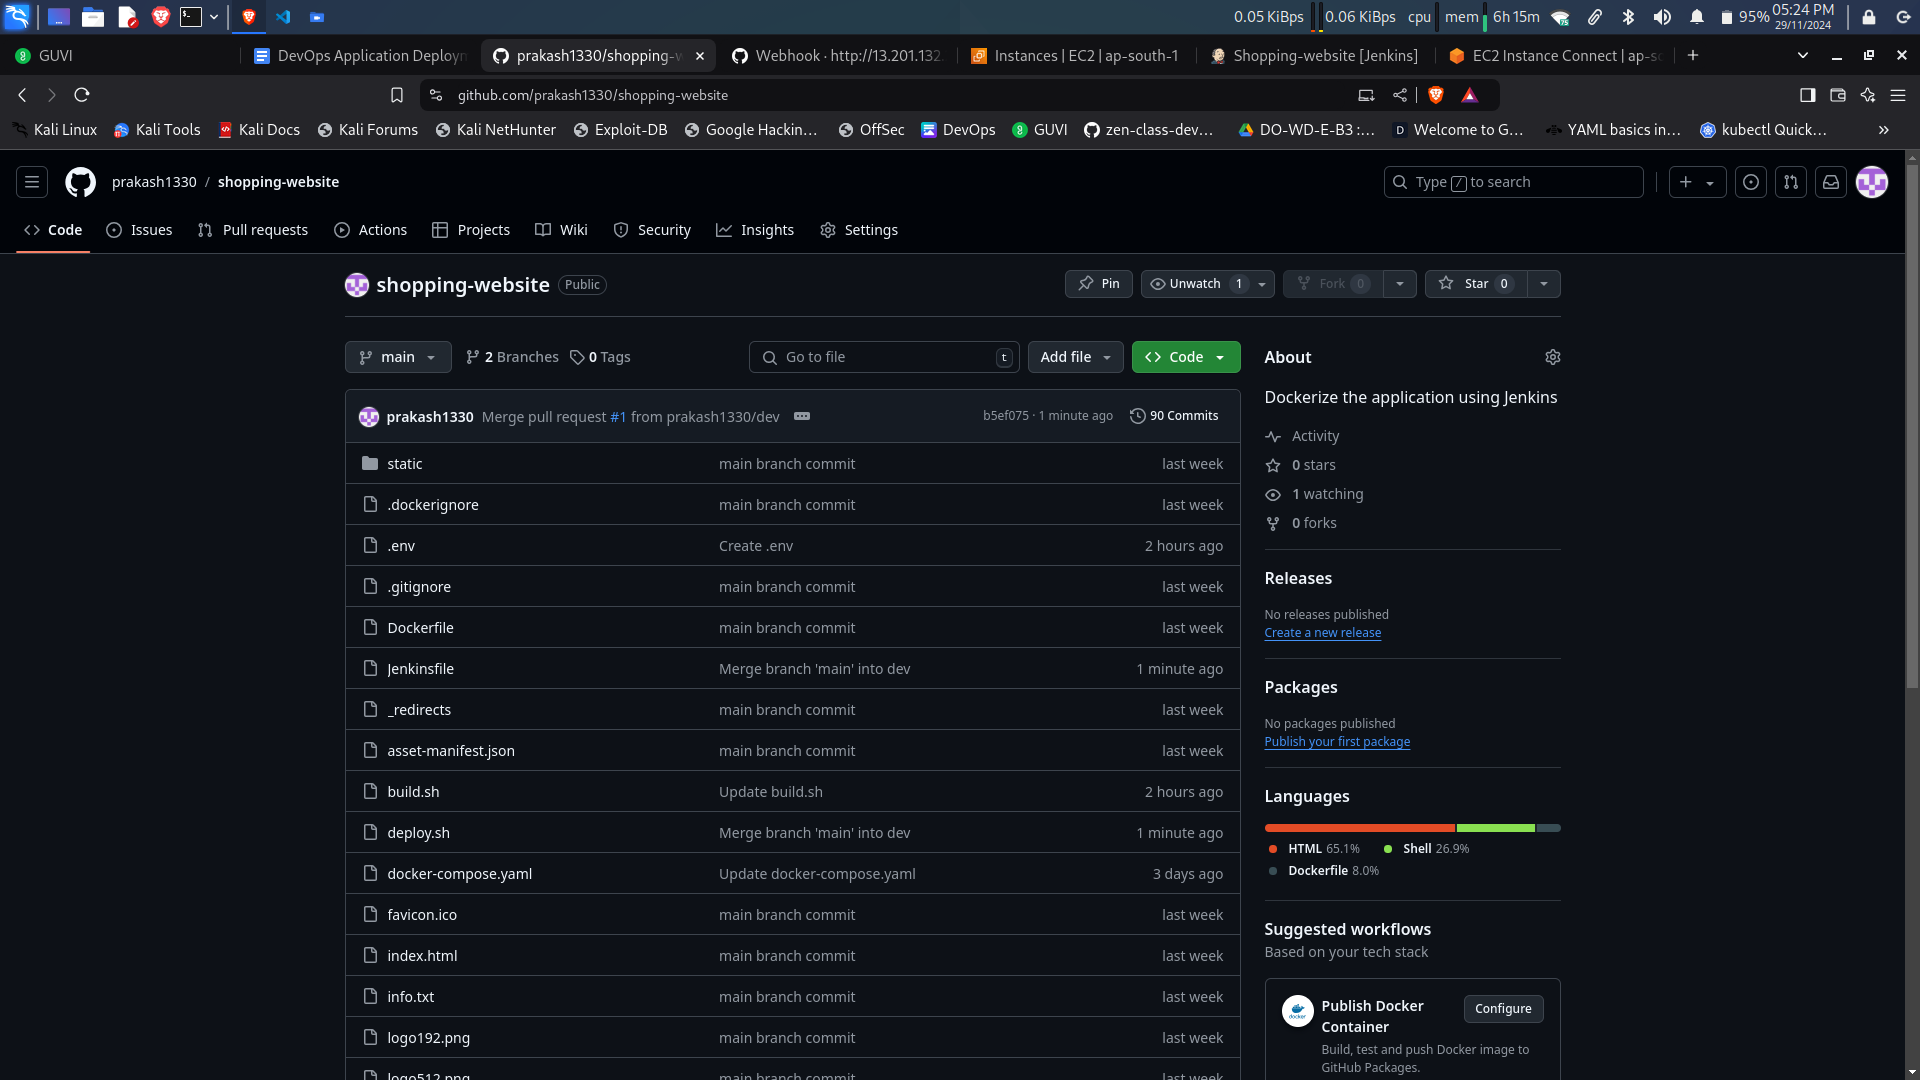 0.05 KiBps 0.06 KiBps cpu mem 6h 15m 95% 05:24 PM
29/11/2024
GUVI DevOps Application Deploym prakash1330/shopping-w Webhook · http://13.201.132. Instances | EC2 | ap-south-1 Shopping-website [Jenkins] EC2 Instance Connect | ap-so
github.com/prakash1330/shopping-website
Kali Linux Kali Tools Kali Docs Kali Forums Kali NetHunter Exploit-DB Google Hackin... OffSec DevOps GUVI zen-class-dev... DO-WD-E-B3 :... Welcome to G... YAML basics in... kubectl Quick... »
prakash1330 / shopping-website Type / to search
Code Issues Pull requests Actions Projects Wiki Security Insights Settings
shopping-website Public Pin Unwatch 1 Fork 0 Star 0
main 2 Branches 0 Tags Go to file t Add file Code About
Dockerize the application using Jenkins
prakash1330 Merge pull request #1 from prakash1330/dev b5ef075 · 1 minute ago 90 Commits
Activity
static main branch commit last week
0 stars
.dockerignore main branch commit last week
1 watching
0 forks
.env Create .env 2 hours ago
.gitignore main branch commit last week
Releases
No releases published
Create a new release
Dockerfile main branch commit last week
Jenkinsfile Merge branch 'main' into dev 1 minute ago
Packages
No packages published
Publish your first package
_redirects main branch commit last week
asset-manifest.json main branch commit last week
build.sh Update build.sh 2 hours ago
Languages
HTML 65.1% Shell 26.9%
Dockerfile 8.0%
deploy.sh Merge branch 'main' into dev 1 minute ago
docker-compose.yaml Update docker-compose.yaml 3 days ago
favicon.ico main branch commit last week
Suggested workflows
Based on your tech stack
index.html main branch commit last week
info.txt main branch commit last week
Publish Docker
Container
Configure
Build, test and push Docker image to
GitHub Packages.
logo192.png main branch commit last week
logo512.png main branch commit last week